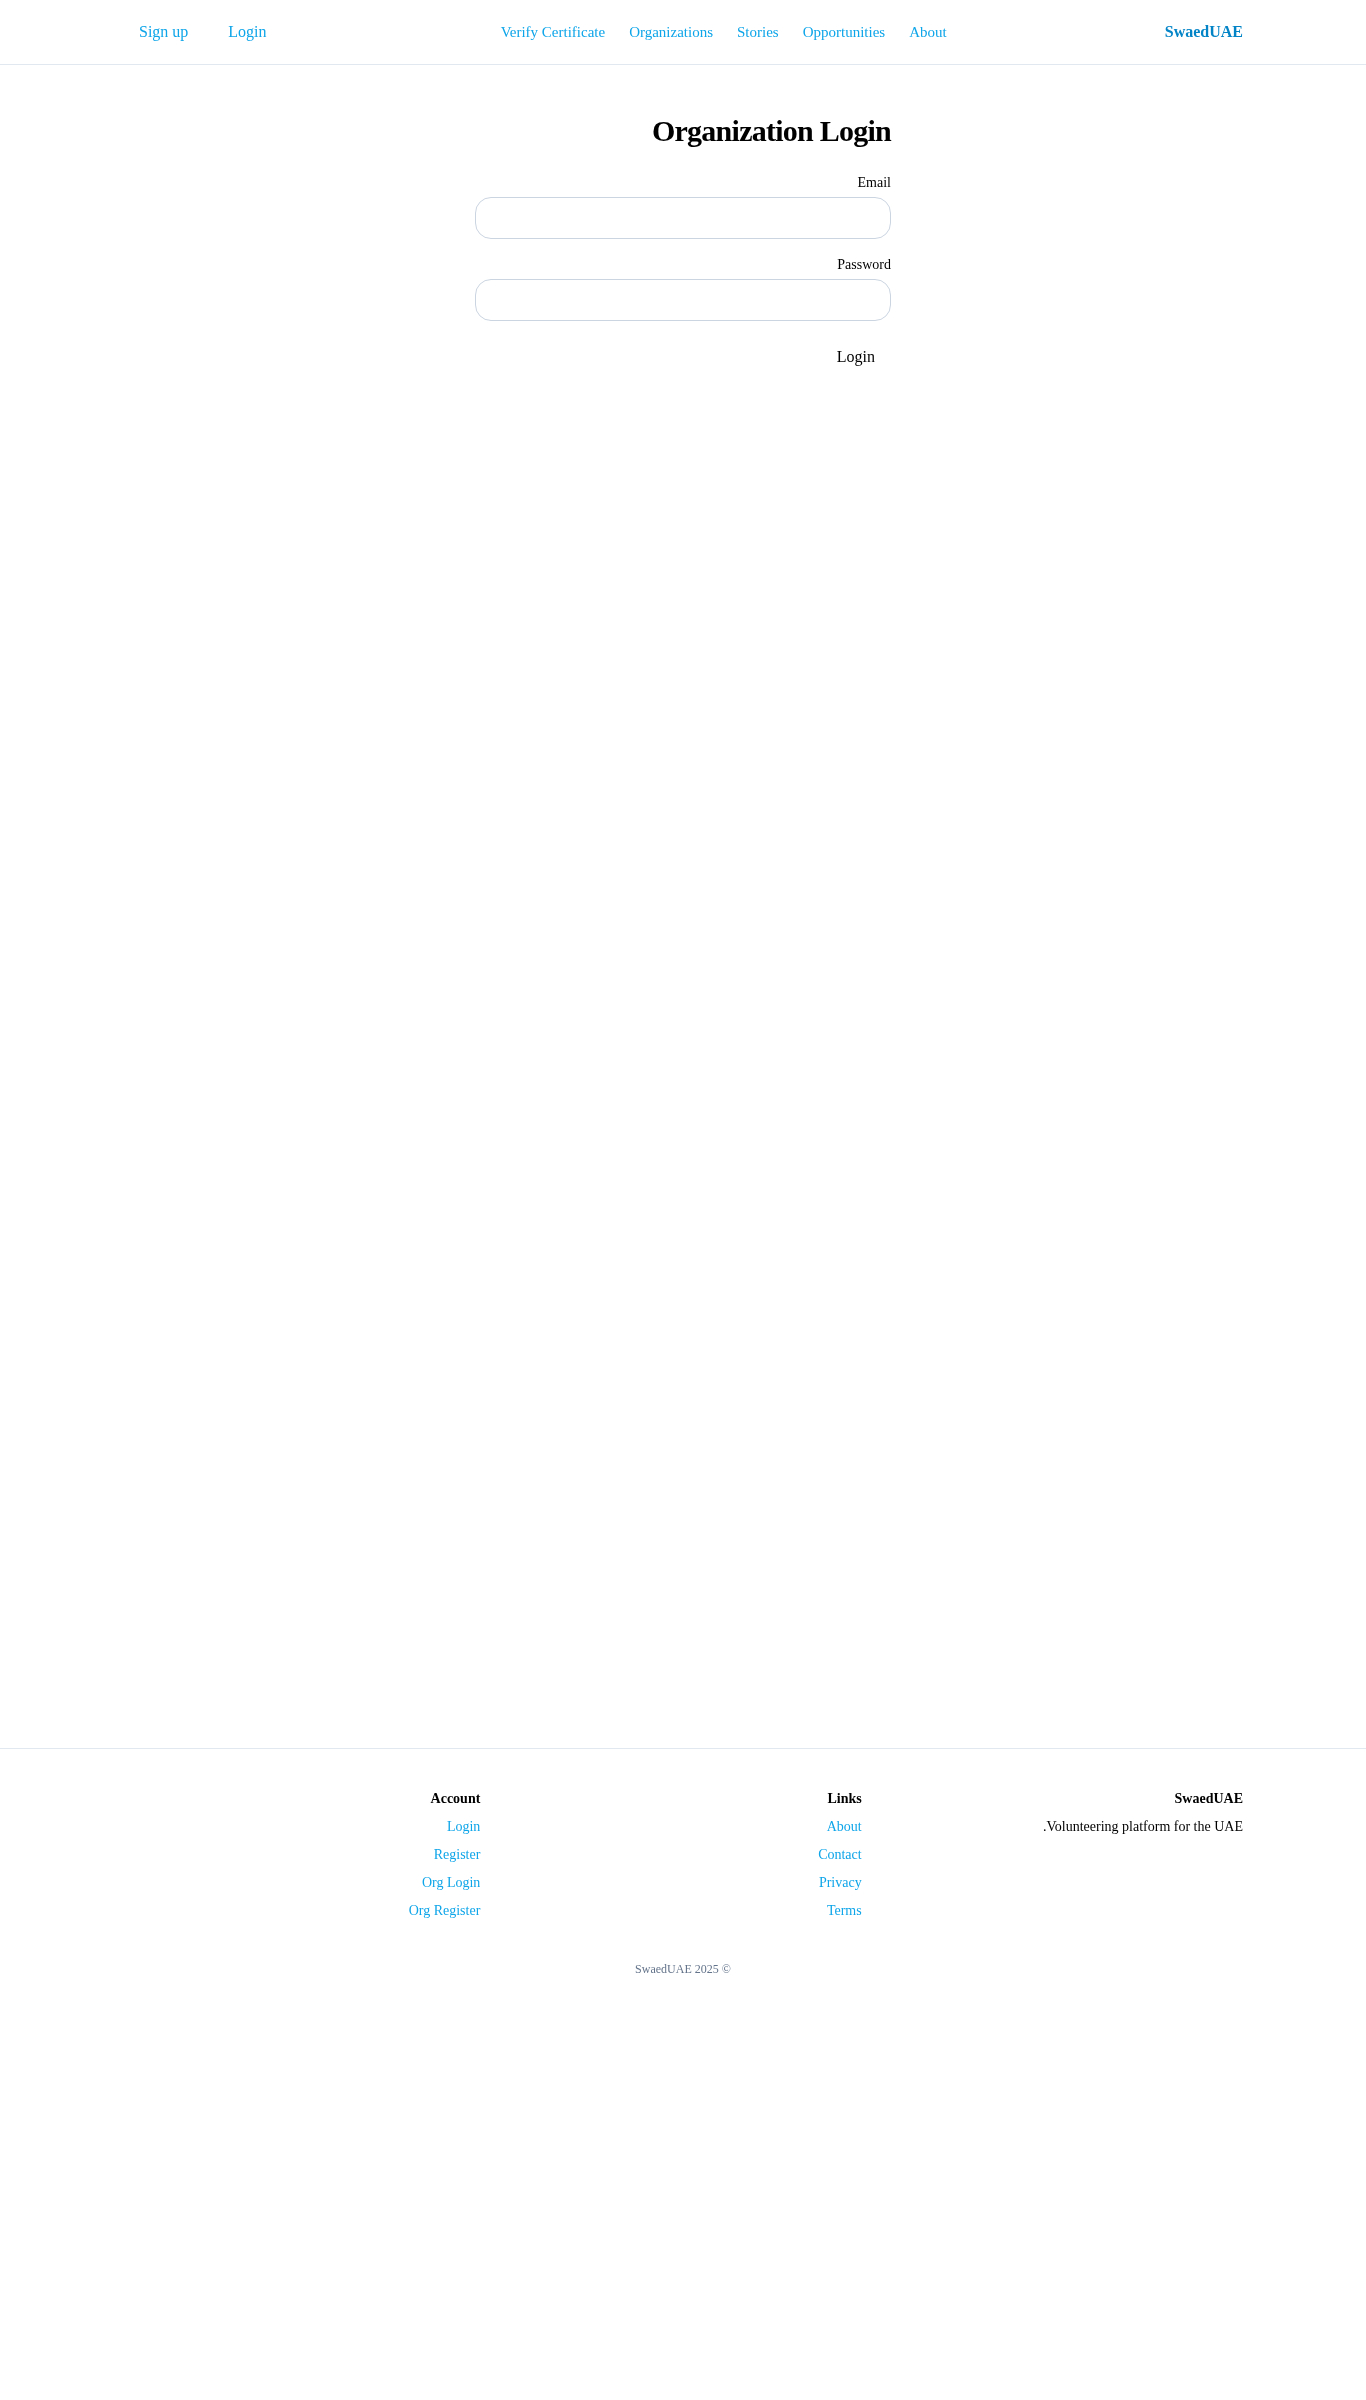 SwaedUAE
About
Opportunities
Stories
Organizations
Verify Certificate
Login
Sign up
Organization Login
Email
Password
Login
SwaedUAE
.Volunteering platform for the UAE
Links
About
Contact
Privacy
Terms
Account
Login
Register
Org Login
Org Register
SwaedUAE 2025 ©